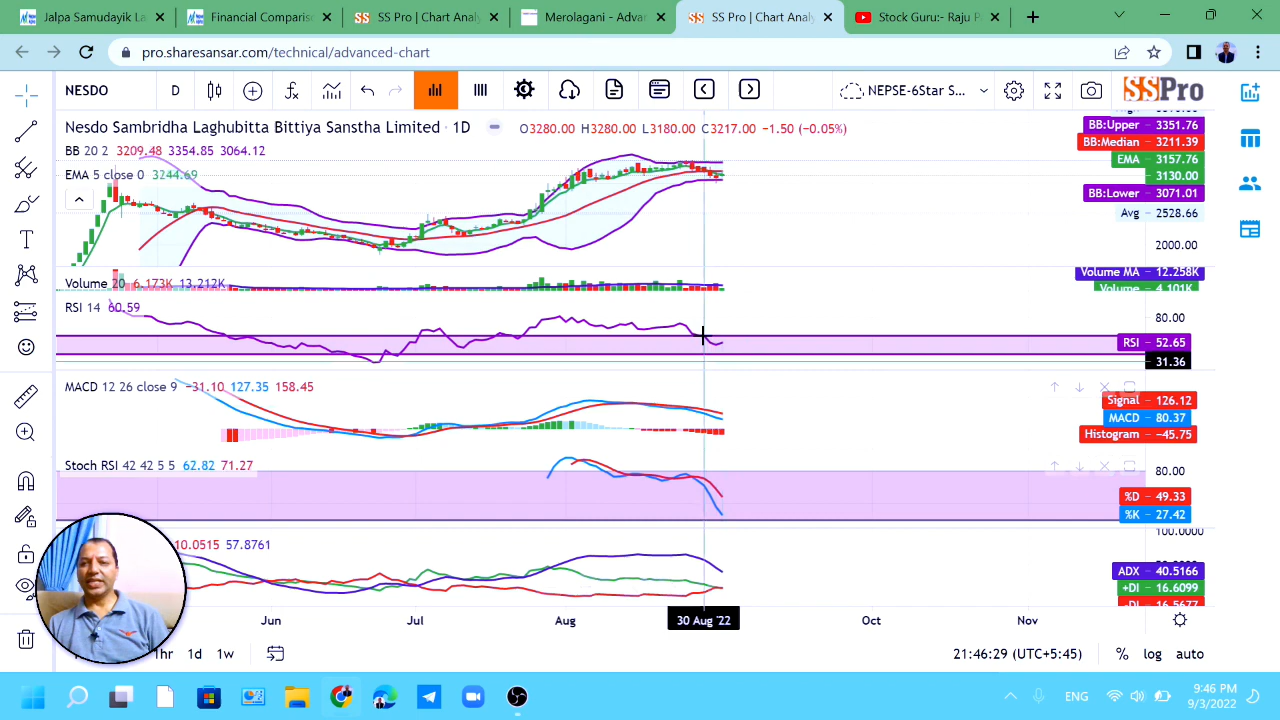 Jalpa Samudayik La
Financial Comparis
SS Pro | Chart Analy
Merolagani - Advar
SS Pro | Chart Analy
Stock Guru:- Raju P
pro.sharesansar.com/technical/advanced-chart
NESDO D
NEPSE-6Star S...
SSPro
Nesdo Sambridha Laghubitta Bittiya Sanstha Limited 1D O3280.00 H3280.00 L3180.00 C3217.00 −1.50 (−0.05%)
BB 20 2 3209.48 3354.85 3064.12
EMA 5 close 0 3244.69
BB:Upper 3351.76
BB:Median 3211.39
EMA 3157.76
3130.00
BB:Lower 3071.01
Avg 2528.66
2000.00
Volume 20 6.173K 13.212K
Volume MA 12.258K
Volume 4.101K
RSI 14 60.59
80.00
RSI 52.65
31.36
MACD 12 26 close 9 −31.10 127.35 158.45
Signal 126.12
MACD 80.37
Histogram −45.75
Stoch RSI 42 42 5 5 62.82 71.27
80.00
%D 49.33
%K 27.42
100.0000
10.0515 57.8761
ADX 40.5166
+DI 16.6099
-DI 16.5677
Jun Jul Aug 30 Aug '22 Oct Nov
1hr 1d 1w
21:46:29 (UTC+5:45) % log auto
ENG
9:46 PM
9/3/2022